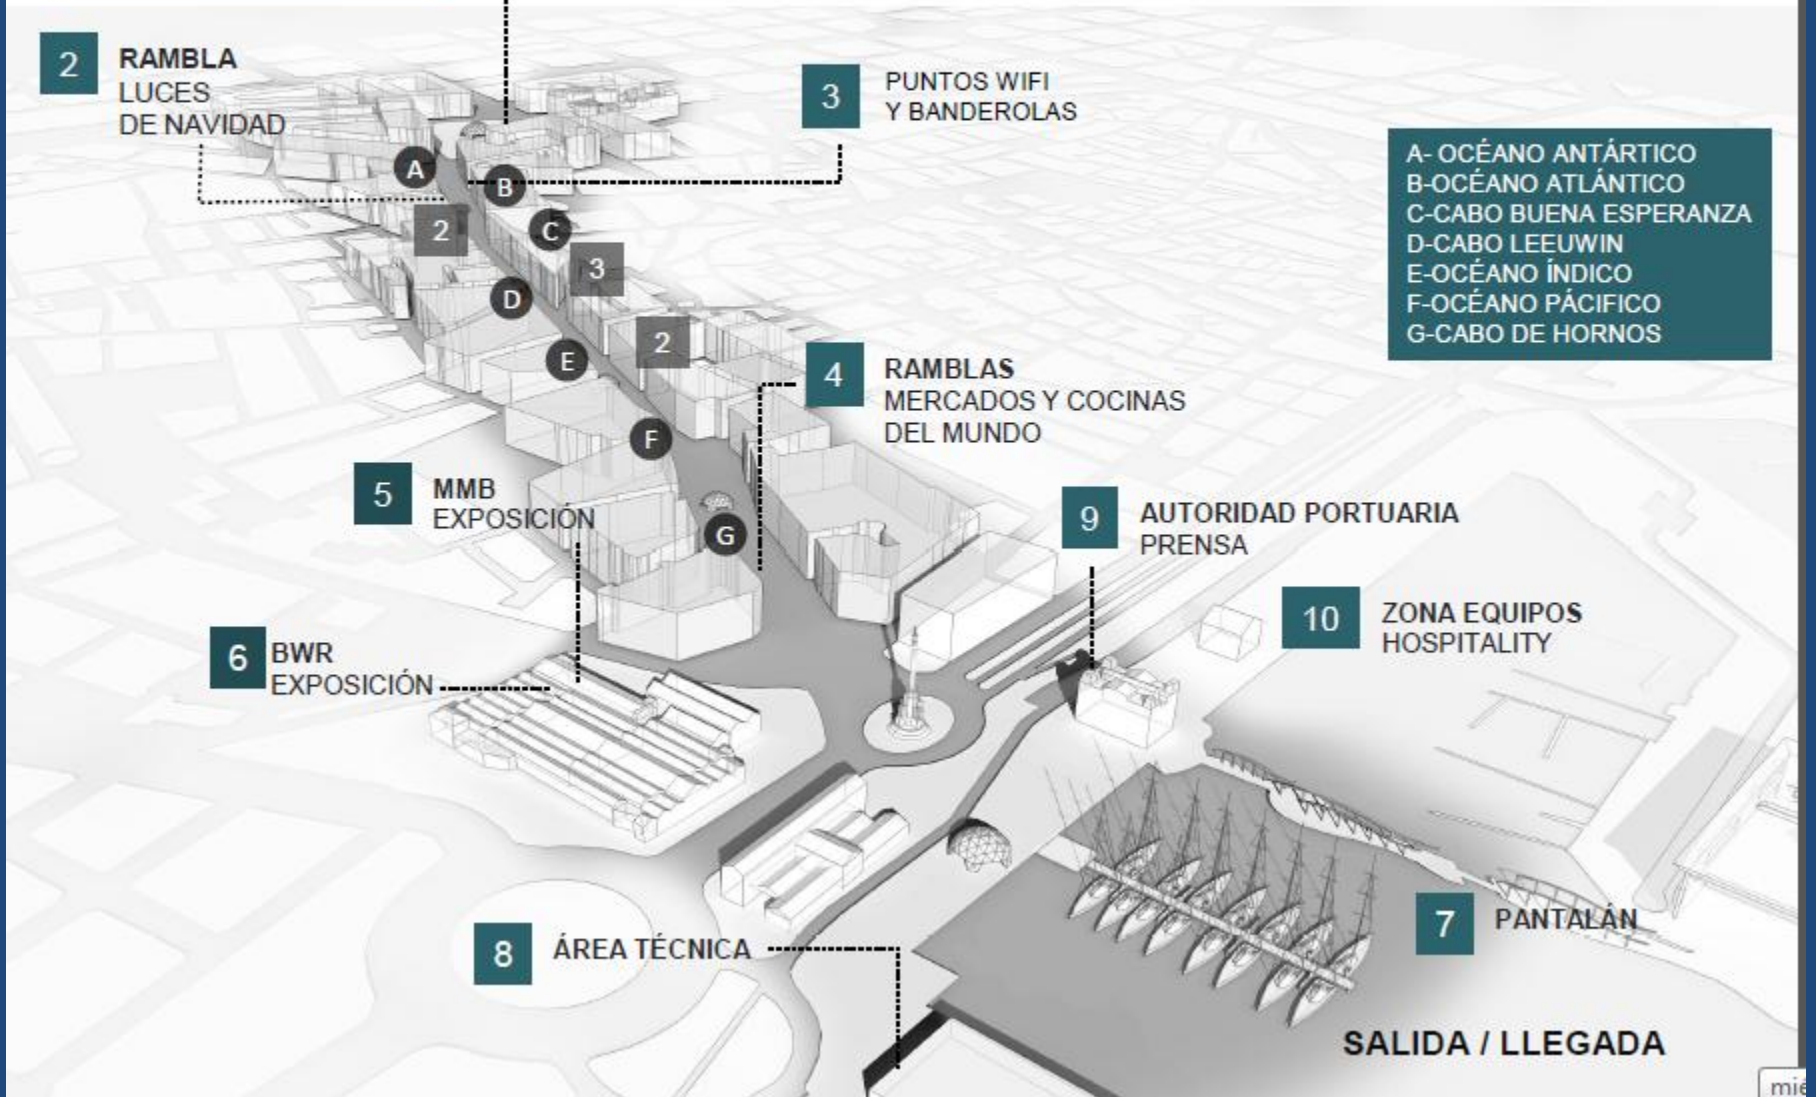 2
RAMBLA
LUCES
DE NAVIDAD
3
PUNTOS WIFI
Y BANDEROLAS
A- OCÉANO ANTÁRTICO
B-OCÉANO ATLÁNTICO
C-CABO BUENA ESPERANZA
D-CABO LEEUWIN
E-OCÉANO ÍNDICO
F-OCÉANO PÁCIFICO
G-CABO DE HORNOS
A
B
2
C
3
D
2
E
4
RAMBLAS
MERCADOS Y COCINAS
DEL MUNDO
F
5
MMB
EXPOSICIÓN
G
9
AUTORIDAD PORTUARIA
PRENSA
10
ZONA EQUIPOS
HOSPITALITY
6
BWR
EXPOSICIÓN
7
PANTALÁN
8
ÁREA TÉCNICA
SALIDA / LLEGADA